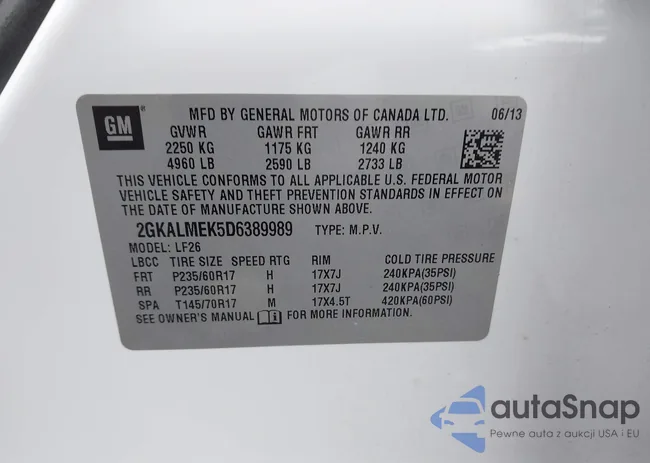 GM
MFD BY GENERAL MOTORS OF CANADA LTD. 06/13
GVWR GAWR FRT GAWR RR
2250 KG 1175 KG 1240 KG
4960 LB 2590 LB 2733 LB
THIS VEHICLE CONFORMS TO ALL APPLICABLE U.S. FEDERAL MOTOR
VEHICLE SAFETY AND THEFT PREVENTION STANDARDS IN EFFECT ON
THE DATE OF MANUFACTURE SHOWN ABOVE.
2GKALMEK5D6389989 TYPE: M.P.V.
MODEL: LF26
LBCC TIRE SIZE SPEED RTG RIM COLD TIRE PRESSURE
FRT P235/60R17 H 17X7J 240KPA(35PSI)
RR P235/60R17 H 17X7J 240KPA(35PSI)
SPA T145/70R17 M 17X4.5T 420KPA(60PSI)
SEE OWNER'S MANUAL FOR MORE INFORMATION.
autoSnap
Pewne auta z aukcji USA i EU